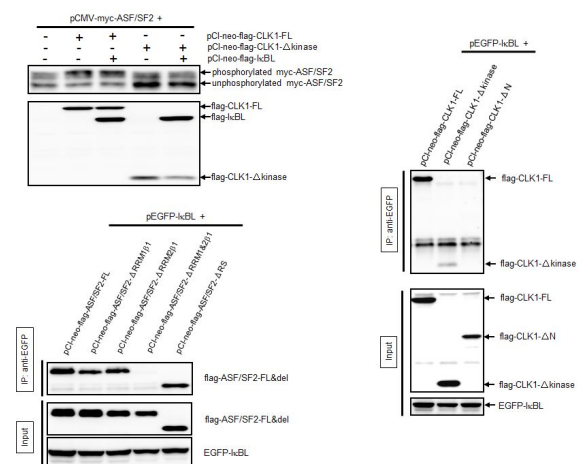 pCMV-myc-ASF/SF2 +
- + + - - pCI-neo-flag-CLK1-FL
- - - + + pCI-neo-flag-CLK1-Δkinase
- - + - + pCI-neo-flag-IκBL
phosphorylated myc-ASF/SF2
unphosphorylated myc-ASF/SF2
flag-CLK1-FL
flag-IκBL
flag-CLK1-Δkinase
pEGFP-IκBL +
pCI-neo-flag-ASF/SF2-FL
pCI-neo-flag-ASF/SF2-ΔRRM1β1
pCI-neo-flag-ASF/SF2-ΔRRM2β1
pCI-neo-flag-ASF/SF2-ΔRRM1&2β1
pCI-neo-flag-ASF/SF2-ΔRS
IP: anti-EGFP
flag-ASF/SF2-FL&del
Input
flag-ASF/SF2-FL&del
EGFP-IκBL
pEGFP-IκBL +
pCI-neo-flag-CLK1-FL
pCI-neo-flag-CLK1-Δkinase
pCI-neo-flag-CLK1-ΔN
IP: anti-EGFP
flag-CLK1-FL
flag-CLK1-Δkinase
Input
flag-CLK1-FL
flag-CLK1-ΔN
flag-CLK1-Δkinase
EGFP-IκBL